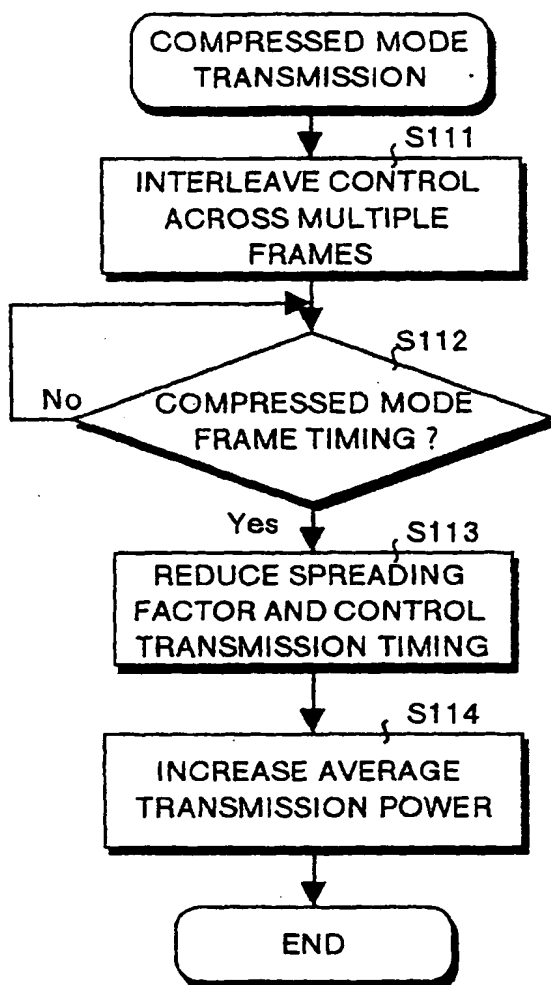 COMPRESSED MODE
TRANSMISSION
S111
INTERLEAVE CONTROL
ACROSS MULTIPLE
FRAMES
S112
No
COMPRESSED MODE
FRAME TIMING ?
Yes
S113
REDUCE SPREADING
FACTOR AND CONTROL
TRANSMISSION TIMING
S114
INCREASE AVERAGE
TRANSMISSION POWER
END